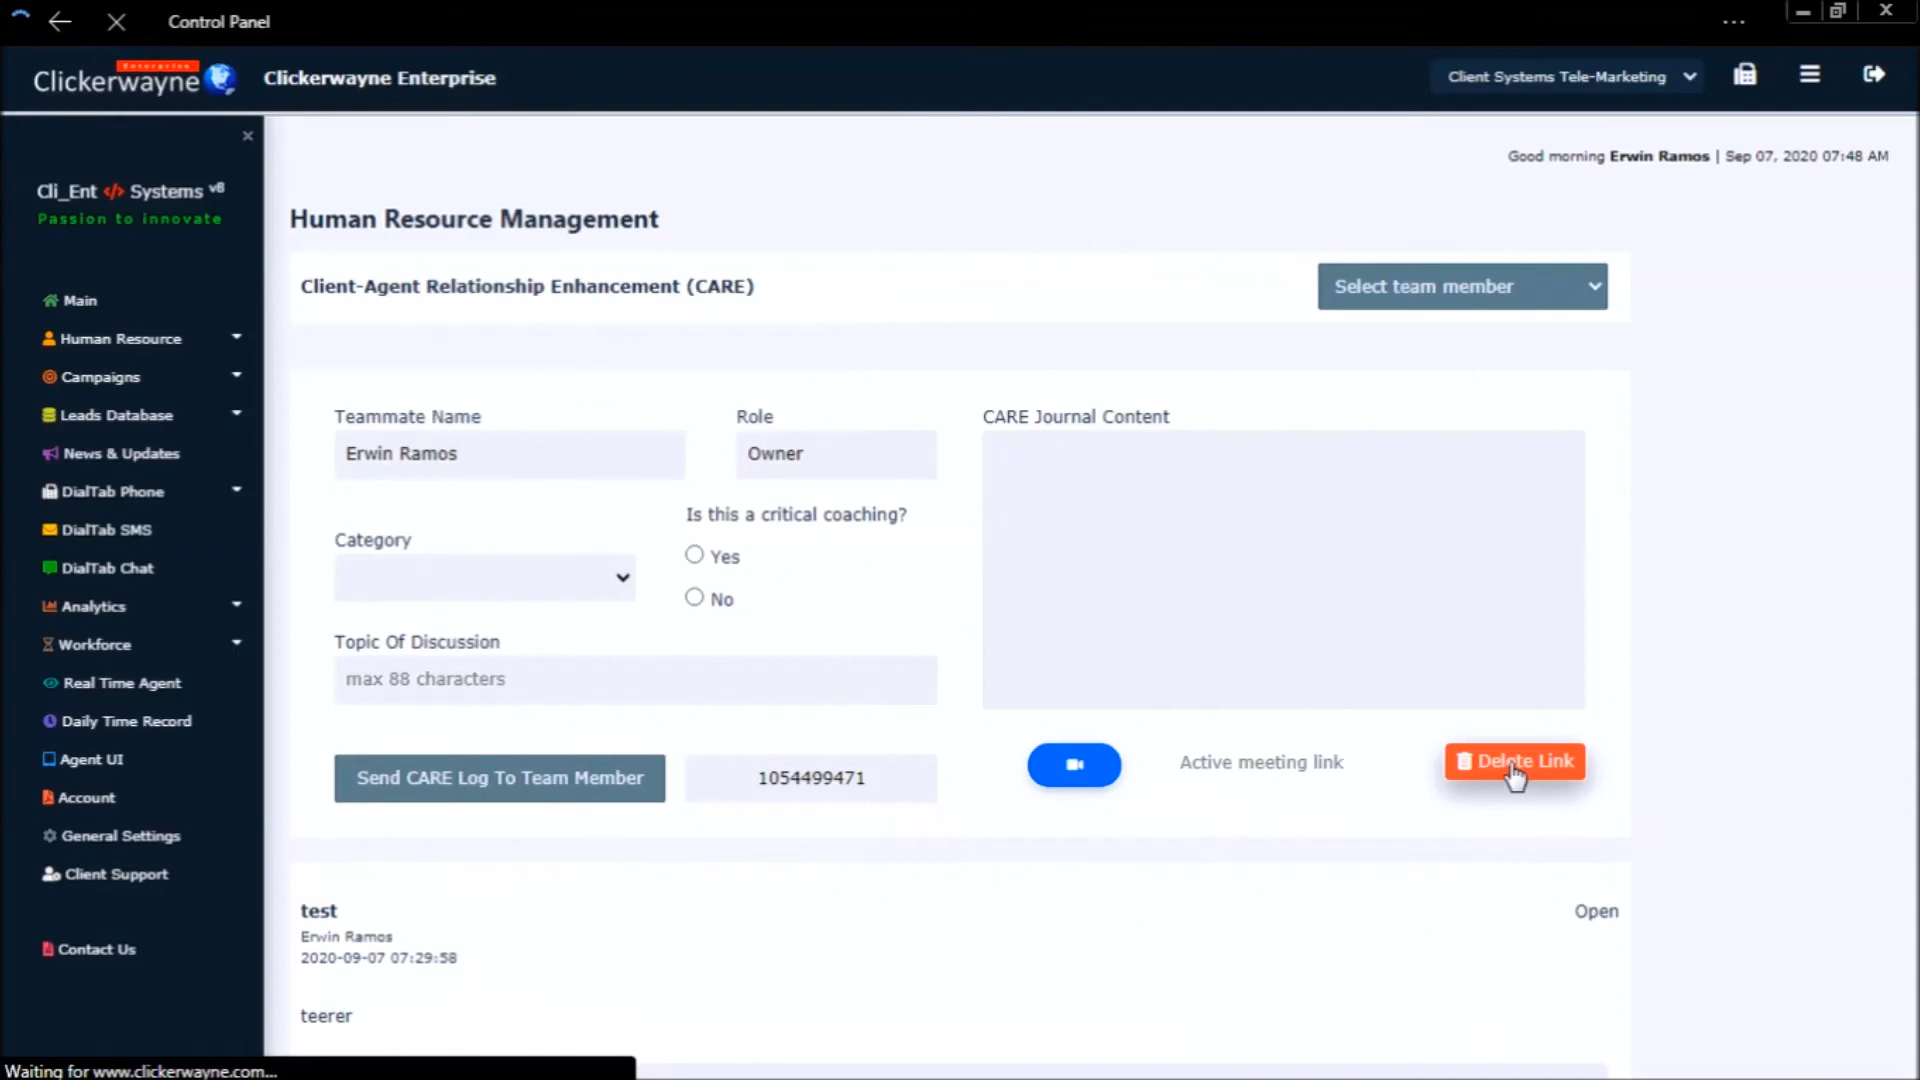 Control Panel
...
Enterprise
Clickerwayne
Clickerwayne Enterprise
Client Systems Tele-Marketing
Good morning Erwin Ramos | Sep 07, 2020 07:48 AM
Cli_Ent </> Systems v8
Passion to innovate
Main
Human Resource
Campaigns
Leads Database
News & Updates
DialTab Phone
DialTab SMS
DialTab Chat
Analytics
Workforce
Real Time Agent
Daily Time Record
Agent UI
Account
General Settings
Client Support
Contact Us
Human Resource Management
Client-Agent Relationship Enhancement (CARE)
Select team member
Teammate Name
Role
CARE Journal Content
Erwin Ramos
Owner
Is this a critical coaching?
Category
Yes
No
Topic Of Discussion
max 88 characters
Send CARE Log To Team Member
1054499471
Active meeting link
Delete Link
test
Open
Erwin Ramos
2020-09-07 07:29:58
teerer
Waiting for www.clickerwayne.com...